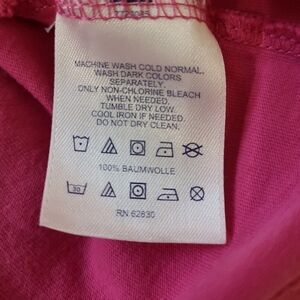 MACHINE WASH COLD NORMAL.
WASH DARK COLORS
SEPARATELY.
ONLY NON-CHLORINE BLEACH
WHEN NEEDED.
TUMBLE DRY LOW.
COOL IRON IF NEEDED.
DO NOT DRY CLEAN.
100% BAUMWOLLE
30
RN 62830